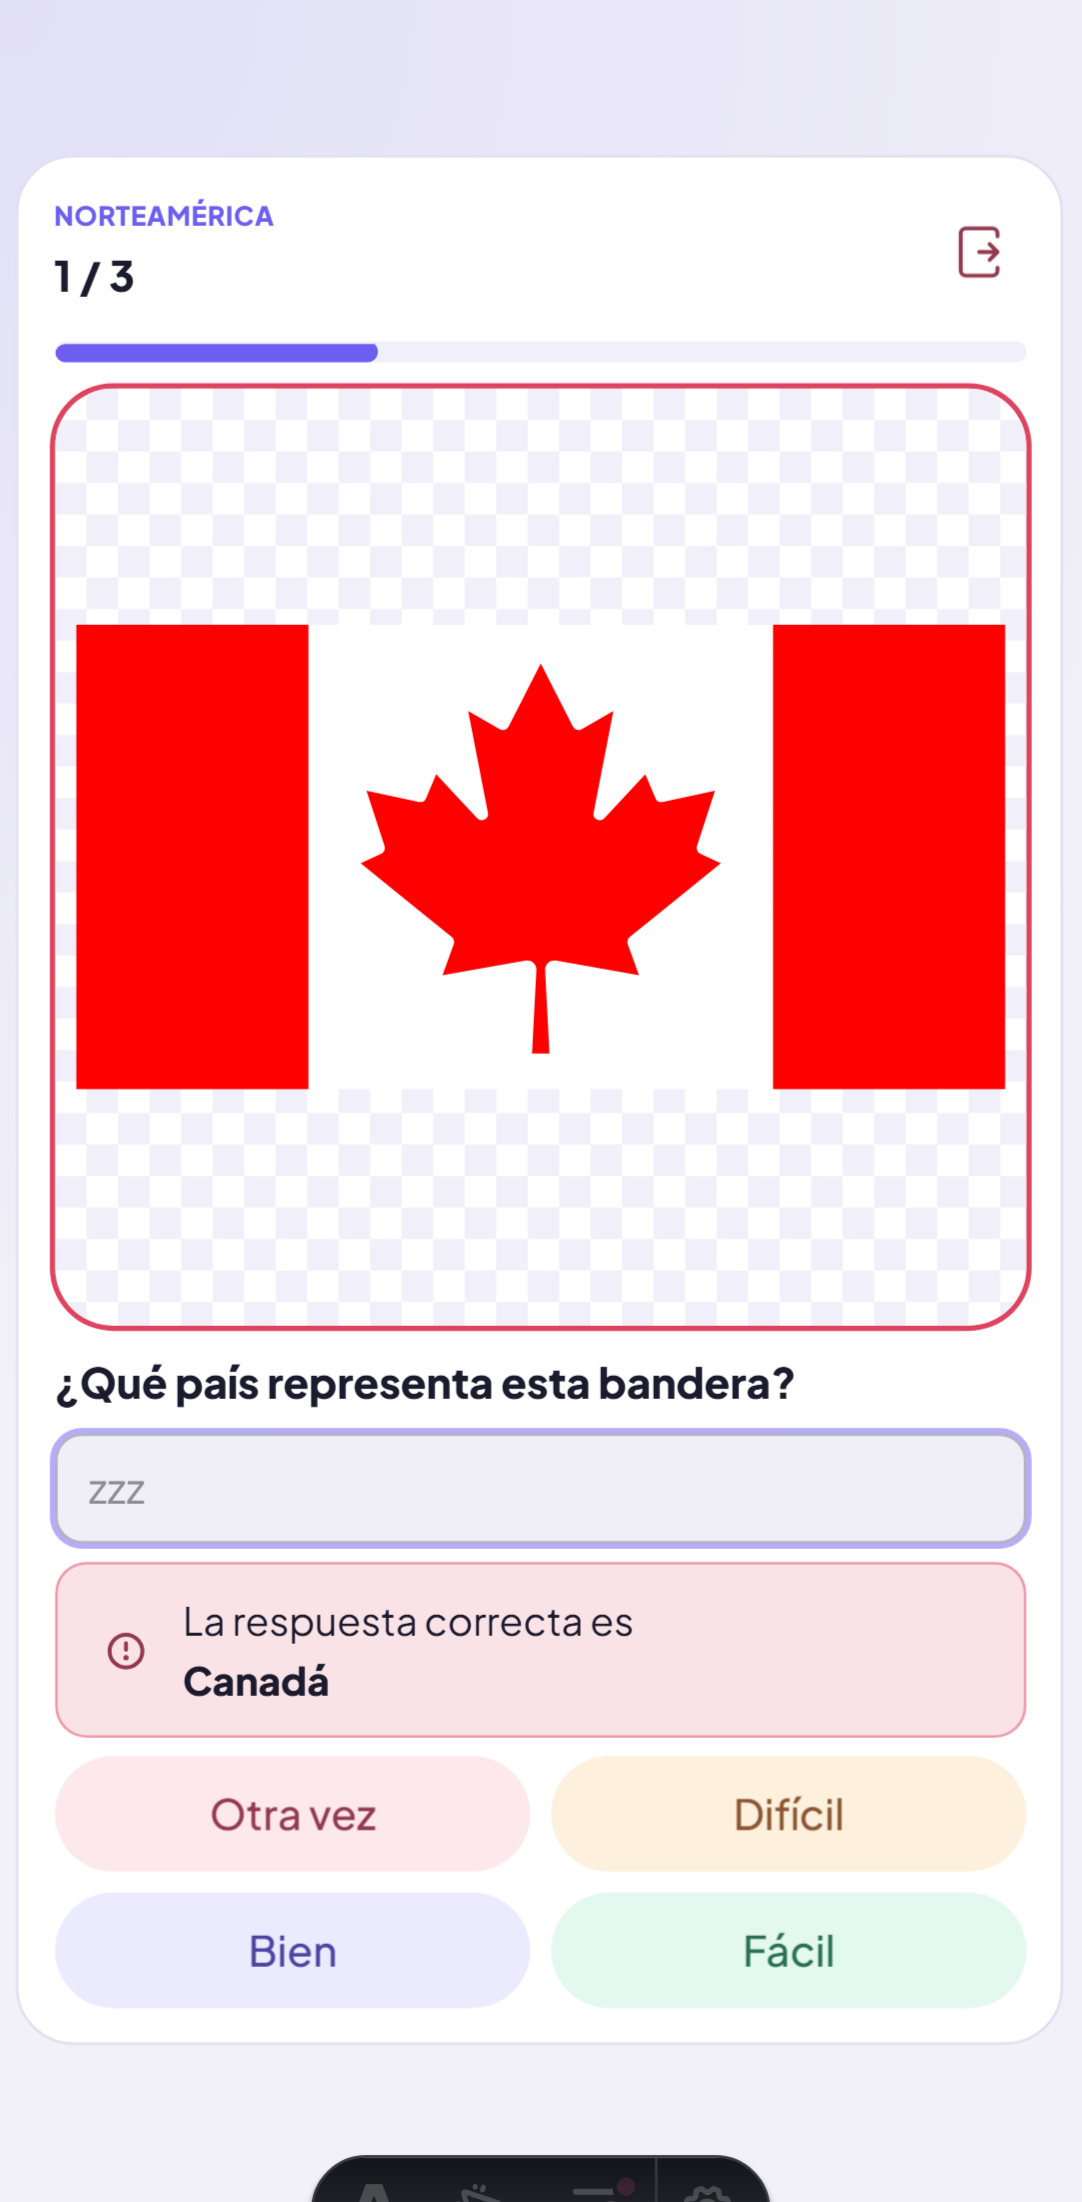 NORTEAMÉRICA
1 / 3
¿Qué país representa esta bandera?
zzz
La respuesta correcta es
Canadá
Otra vez
Difícil
Bien
Fácil